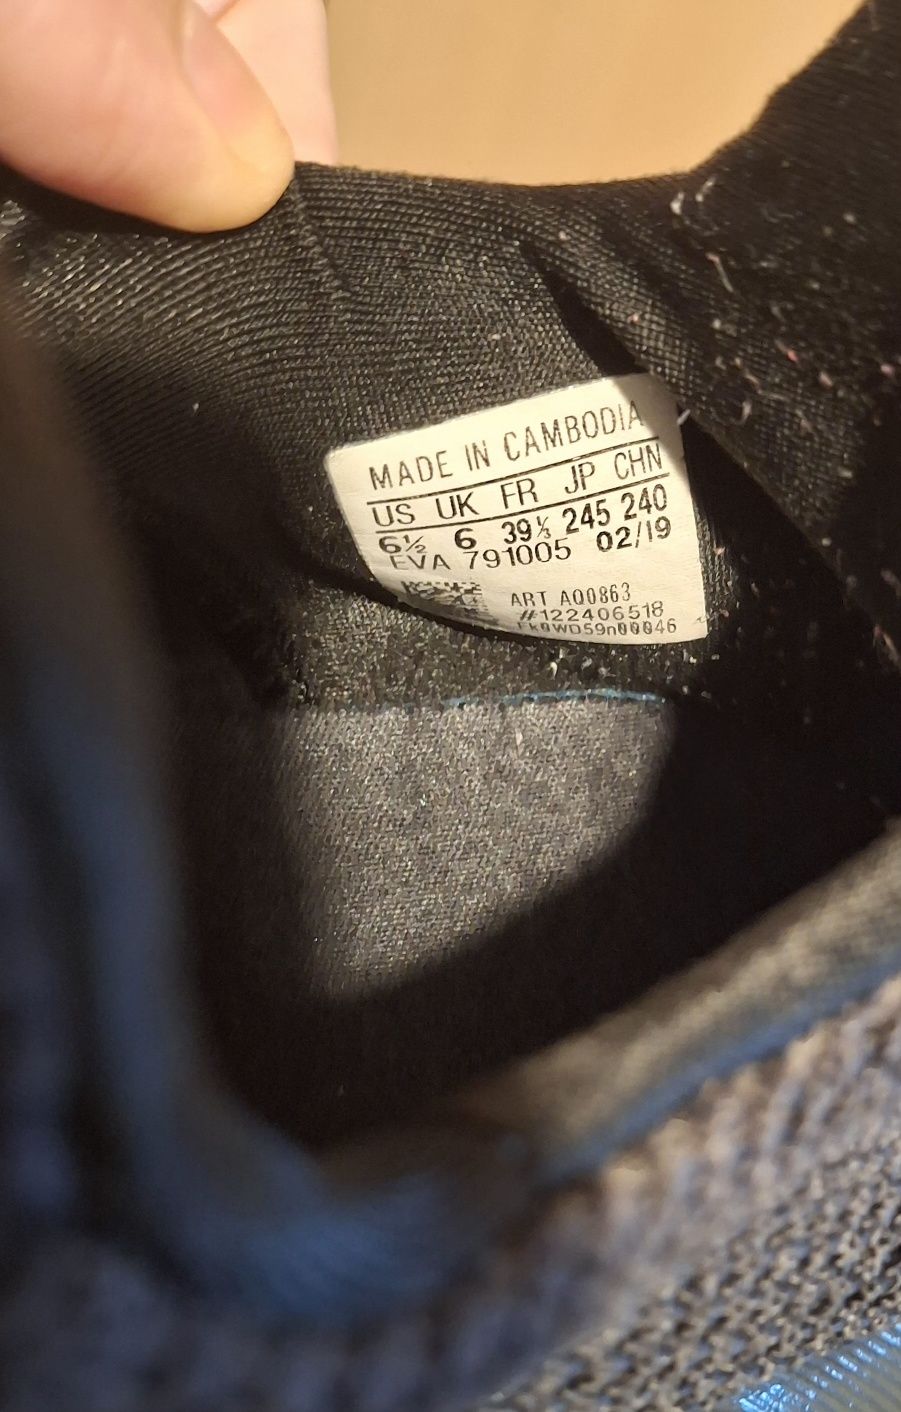 MADE IN CAMBODIA
US UK FR JP CHN
6½ 6 39⅓ 245 240
EVA 791005 02/19
ART AQ0863
#122406518